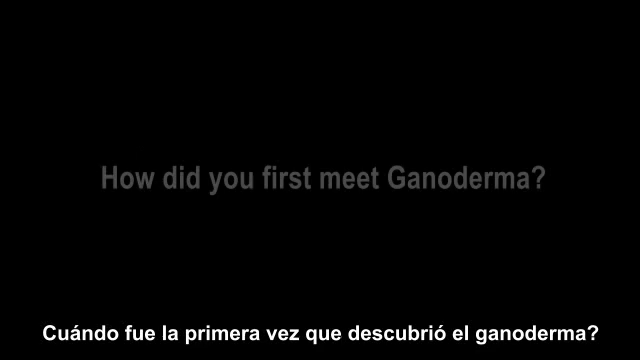 How did you first meet Ganoderma?
Cuándo fue la primera vez que descubrió el ganoderma?